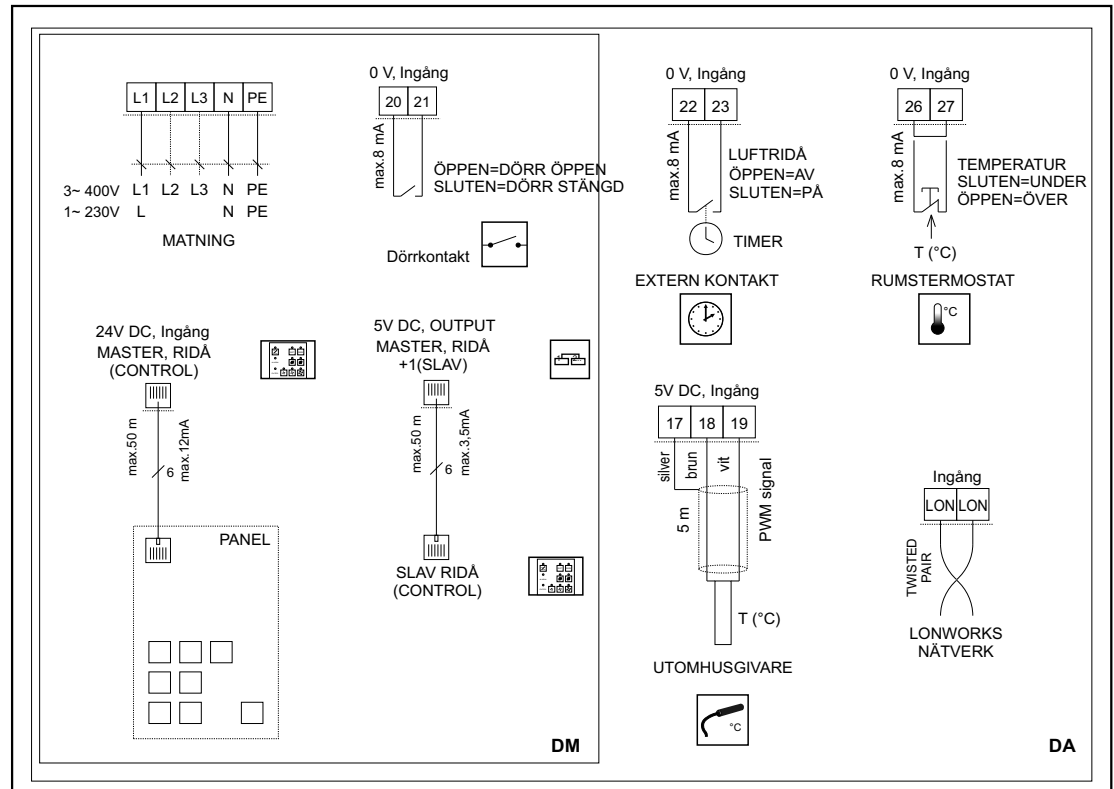 L1 L2 L3 N PE
3~ 400V L1 L2 L3 N PE
1~ 230V L N PE
MATNING
0 V, Ingång
20 21
max.8 mA
ÖPPEN=DÖRR ÖPPEN
SLUTEN=DÖRR STÄNGD
Dörrkontakt
24V DC, Ingång
MASTER, RIDÅ
(CONTROL)
max.50 m
max.12mA
6
PANEL
5V DC, OUTPUT
MASTER, RIDÅ
+1(SLAV)
max.50 m
max.3,5mA
6
SLAV RIDÅ
(CONTROL)
DM
0 V, Ingång
22 23
max.8 mA
LUFTRIDÅ
ÖPPEN=AV
SLUTEN=PÅ
TIMER
EXTERN KONTAKT
0 V, Ingång
26 27
max.8 mA
TEMPERATUR
SLUTEN=UNDER
ÖPPEN=ÖVER
T (°C)
RUMSTERMOSTAT
°C
5V DC, Ingång
17 18 19
silver
brun
vit
5 m
PWM signal
T (°C)
UTOMHUSGIVARE
°C
Ingång
LON LON
TWISTED
PAIR
LONWORKS
NÄTVERK
DA